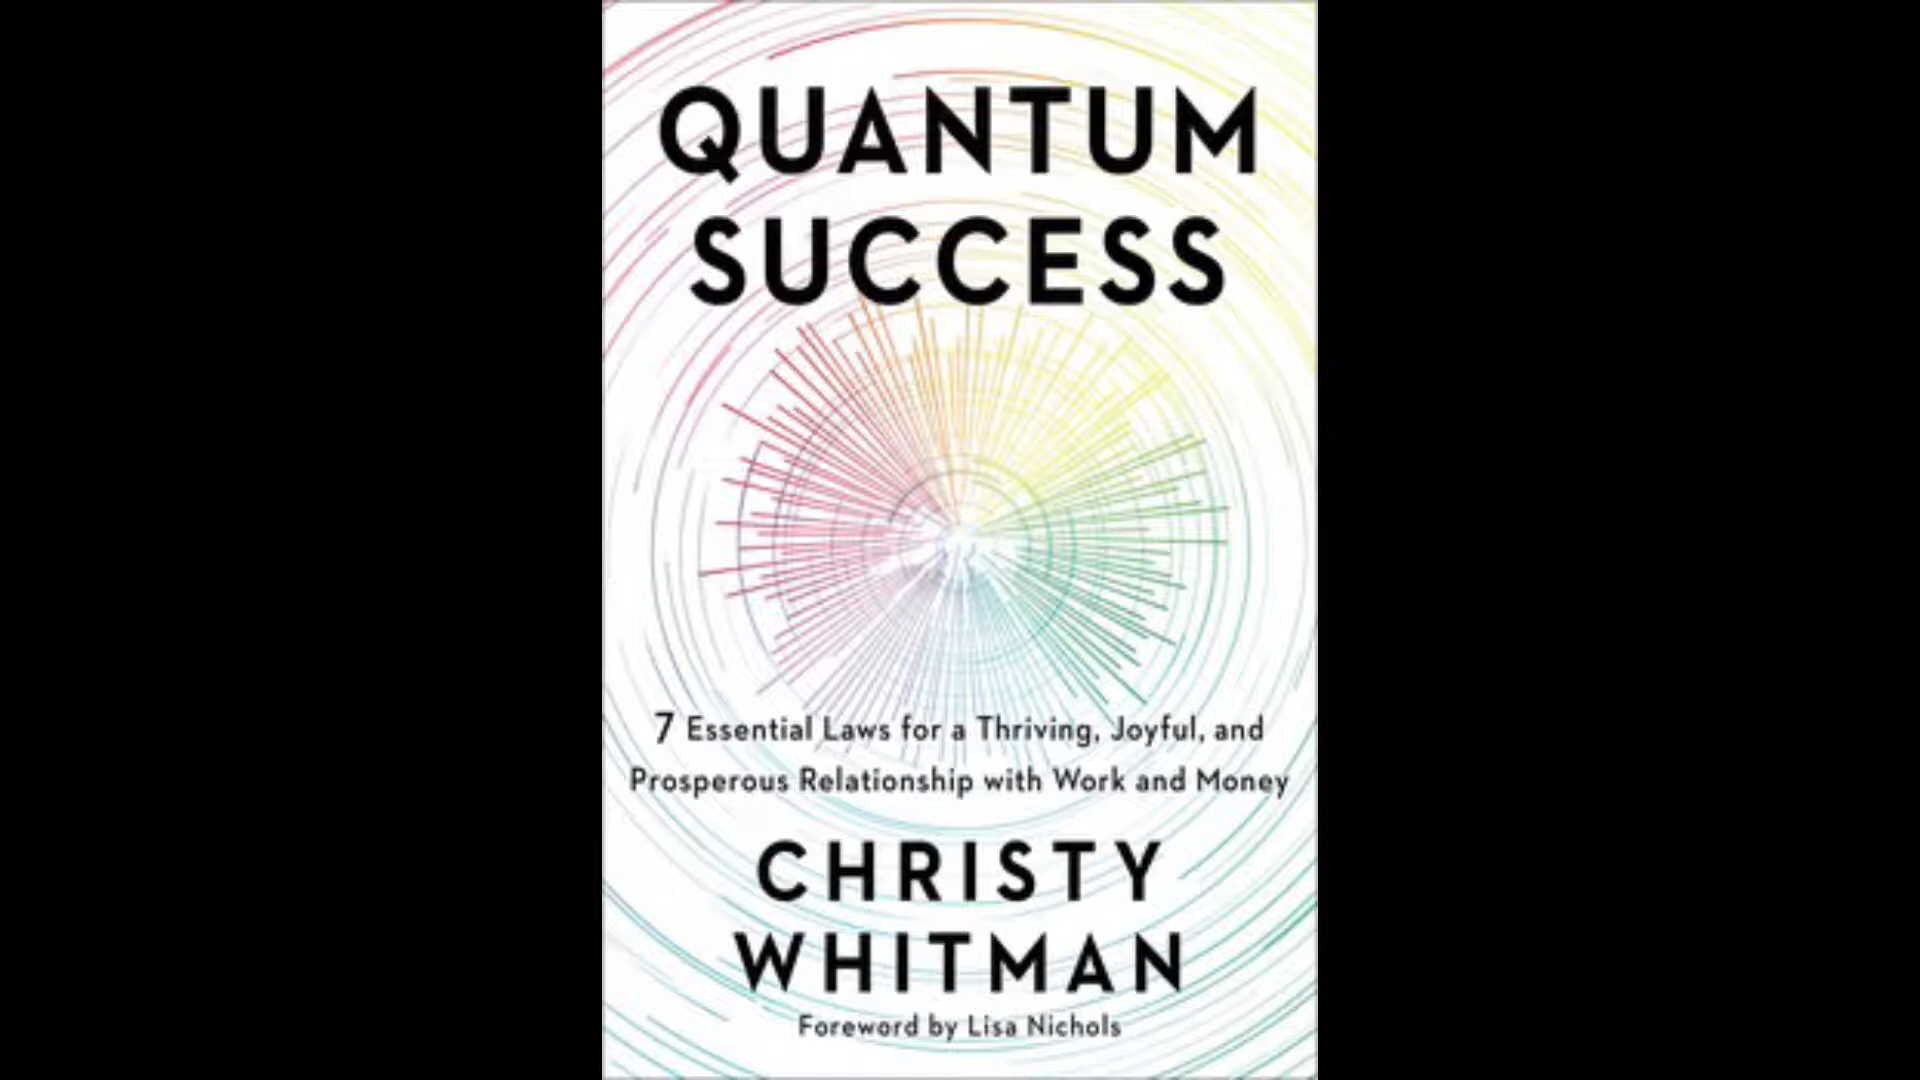 QUANTUM
SUCCESS
7 Essential Laws for a Thriving, Joyful, and
Prosperous Relationship with Work and Money
CHRISTY
WHITMAN
Foreword by Lisa Nichols